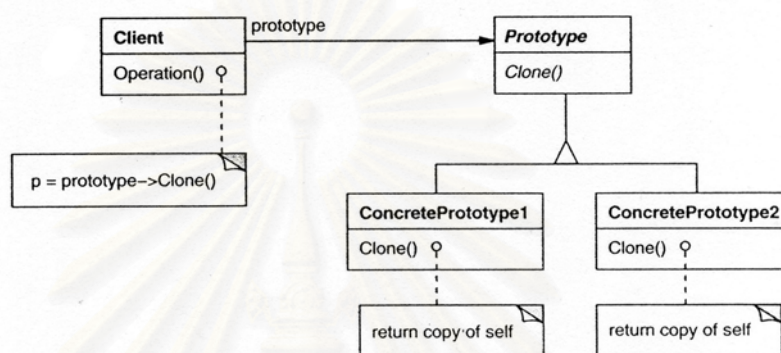 Client
prototype
Prototype
Operation()
Clone()
p = prototype->Clone()
ConcretePrototype1
ConcretePrototype2
Clone()
Clone()
return copy of self
return copy of self